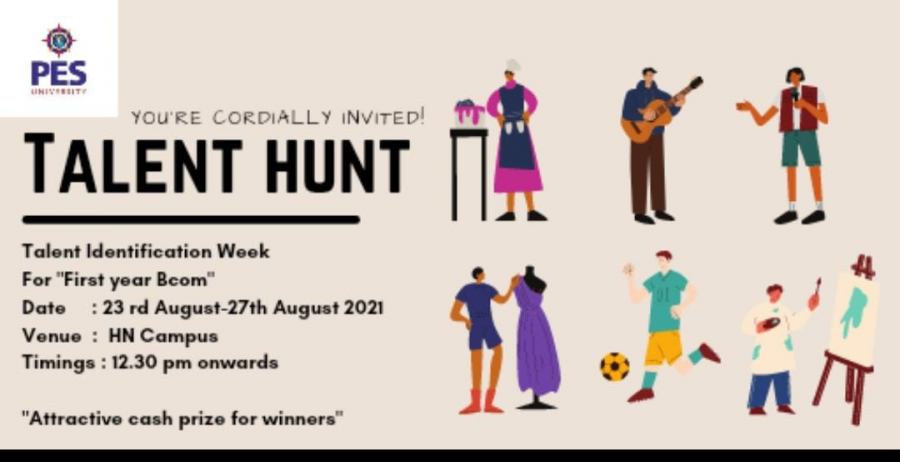 PES
UNIVERSITY
YOU'RE CORDIALLY INVITED!
TALENT HUNT
Talent Identification Week
For "First year Bcom"
Date : 23 rd August-27th August 2021
Venue : HN Campus
Timings : 12.30 pm onwards
"Attractive cash prize for winners"
01